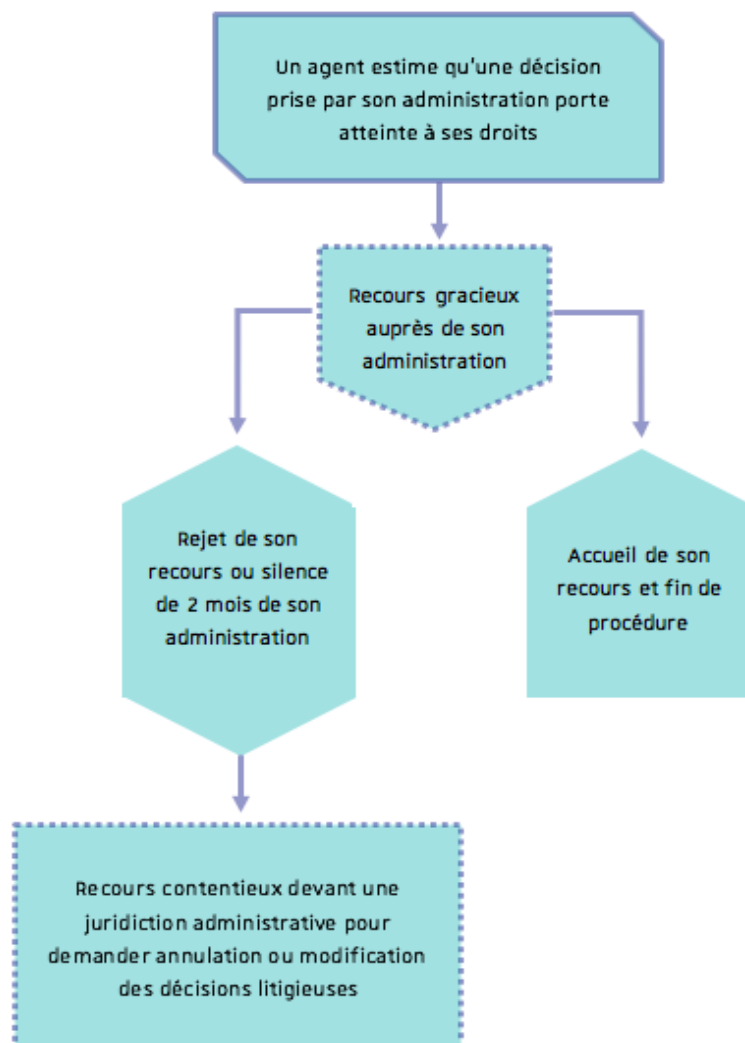 Un agent estime qu'une décision
prise par son administration porte
atteinte à ses droits
Recours gracieux
auprès de son
administration
Rejet de son
recours ou silence
de 2 mois de son
administration
Accueil de son
recours et fin de
procédure
Recours contentieux devant une
juridiction administrative pour
demander annulation ou modification
des décisions litigieuses